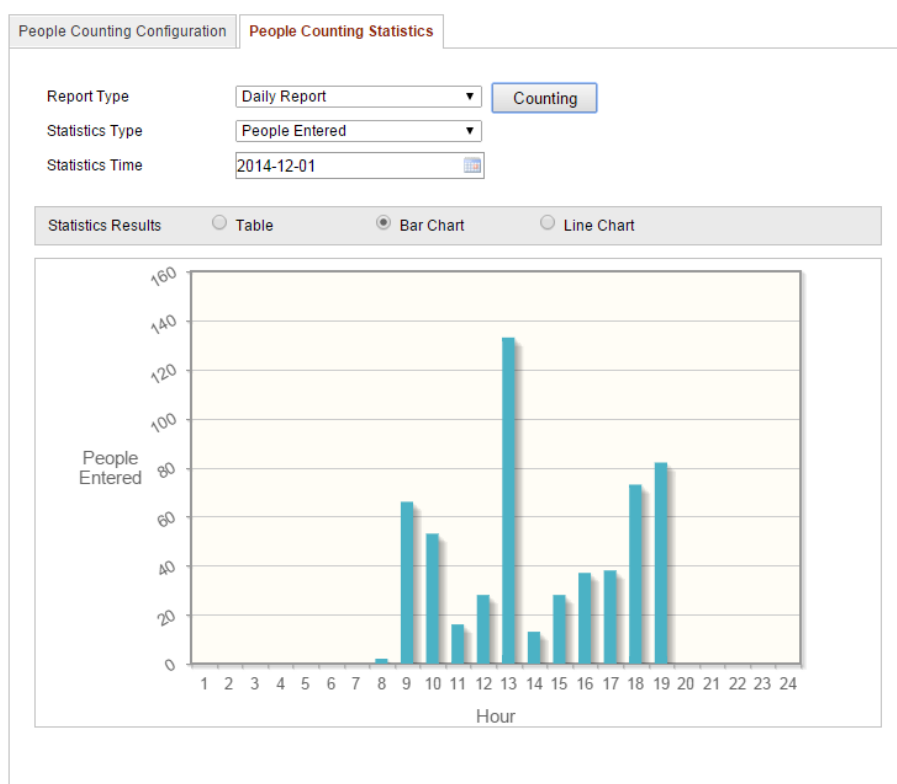 People Counting Configuration People Counting Statistics
Report Type Daily Report Counting
Statistics Type People Entered
Statistics Time 2014-12-01
Statistics Results Table Bar Chart Line Chart
160
140
120
100
80
60
40
20
0
People
Entered
1 2 3 4 5 6 7 8 9 10 11 12 13 14 15 16 17 18 19 20 21 22 23 24
Hour